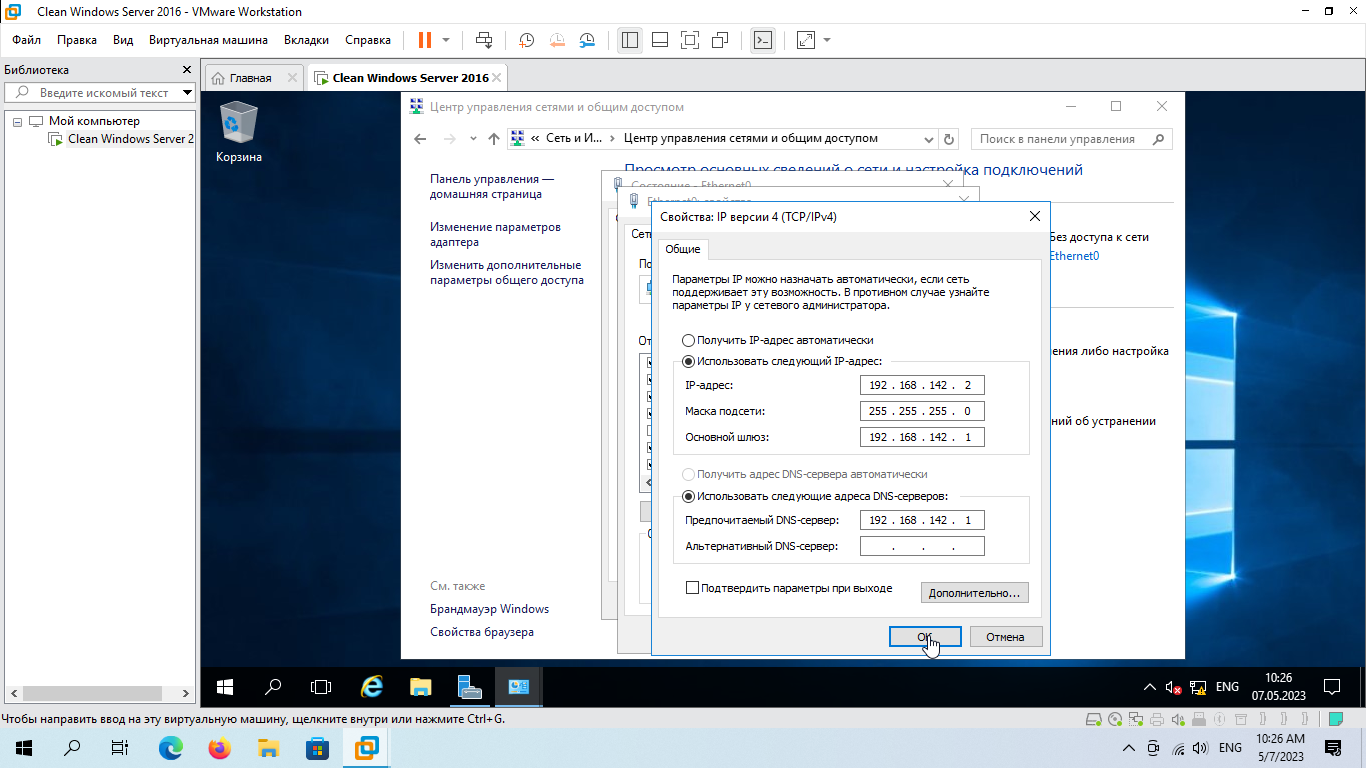 Clean Windows Server 2016 - VMware Workstation
Файл Правка Вид Виртуальная машина Вкладки Справка
Библиотека
Введите искомый текст
Мой компьютер
Clean Windows Server 2
Главная
Clean Windows Server 2016
Корзина
Центр управления сетями и общим доступом
« Сеть и И... › Центр управления сетями и общим доступом
Поиск в панели управления
Панель управления —
домашняя страница
Изменение параметров
адаптера
Изменить дополнительные
параметры общего доступа
См. также
Брандмауэр Windows
Свойства браузера
Просмотр основных сведений о сети и настройка подключений
Состояние - Ethernet0
Ethernet0: свойства
Без доступа к сети
Ethernet0
Свойства: IP версии 4 (TCP/IPv4)
Общие
Параметры IP можно назначать автоматически, если сеть
поддерживает эту возможность. В противном случае узнайте
параметры IP у сетевого администратора.
Получить IP-адрес автоматически
Использовать следующий IP-адрес:
IP-адрес: 192 . 168 . 142 . 2
Маска подсети: 255 . 255 . 255 . 0
Основной шлюз: 192 . 168 . 142 . 1
Получить адрес DNS-сервера автоматически
Использовать следующие адреса DNS-серверов:
Предпочитаемый DNS-сервер: 192 . 168 . 142 . 1
Альтернативный DNS-сервер: . . .
Подтвердить параметры при выходе
Дополнительно...
OK Отмена
ения либо настройка
ний об устранении
ENG
10:26
07.05.2023
Чтобы направить ввод на эту виртуальную машину, щелкните внутри или нажмите Ctrl+G.
ENG
10:26 AM
5/7/2023